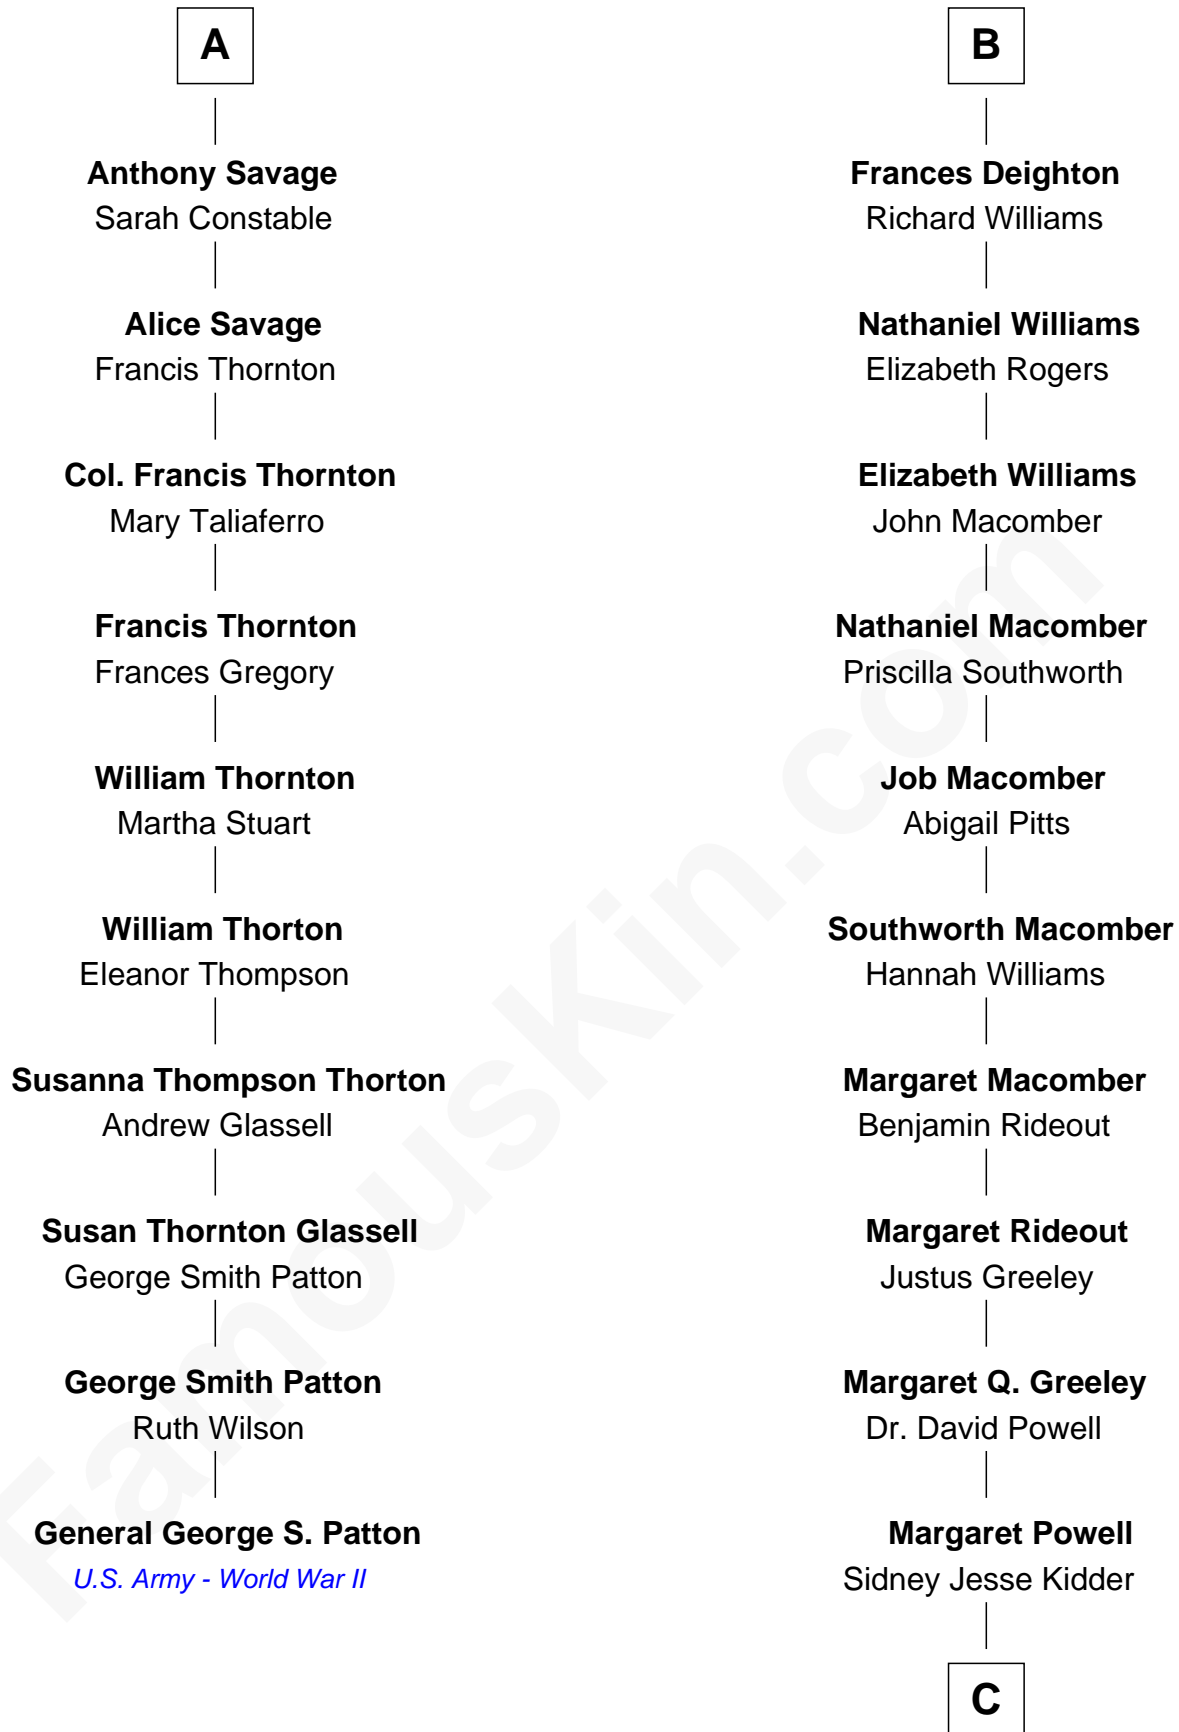 A
Anthony Savage
Sarah Constable
Alice Savage
Francis Thornton
Col. Francis Thornton
Mary Taliaferro
Francis Thornton
Frances Gregory
William Thornton
Martha Stuart
William Thorton
Eleanor Thompson
Susanna Thompson Thorton
Andrew Glassell
Susan Thornton Glassell
George Smith Patton
George Smith Patton
Ruth Wilson
General George S. Patton
U.S. Army - World War II
B
Frances Deighton
Richard Williams
Nathaniel Williams
Elizabeth Rogers
Elizabeth Williams
John Macomber
Nathaniel Macomber
Priscilla Southworth
Job Macomber
Abigail Pitts
Southworth Macomber
Hannah Williams
Margaret Macomber
Benjamin Rideout
Margaret Rideout
Justus Greeley
Margaret Q. Greeley
Dr. David Powell
Margaret Powell
Sidney Jesse Kidder
C
FamousKin.com